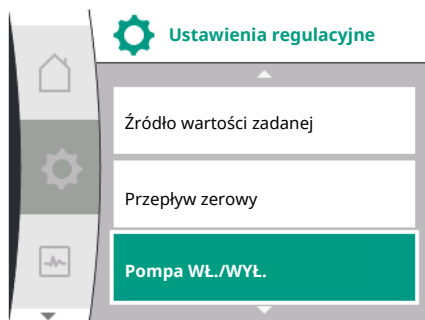 Ustawienia regulacyjne
Źródło wartości zadanej
Przepływ zerowy
Pompa WŁ./WYŁ.